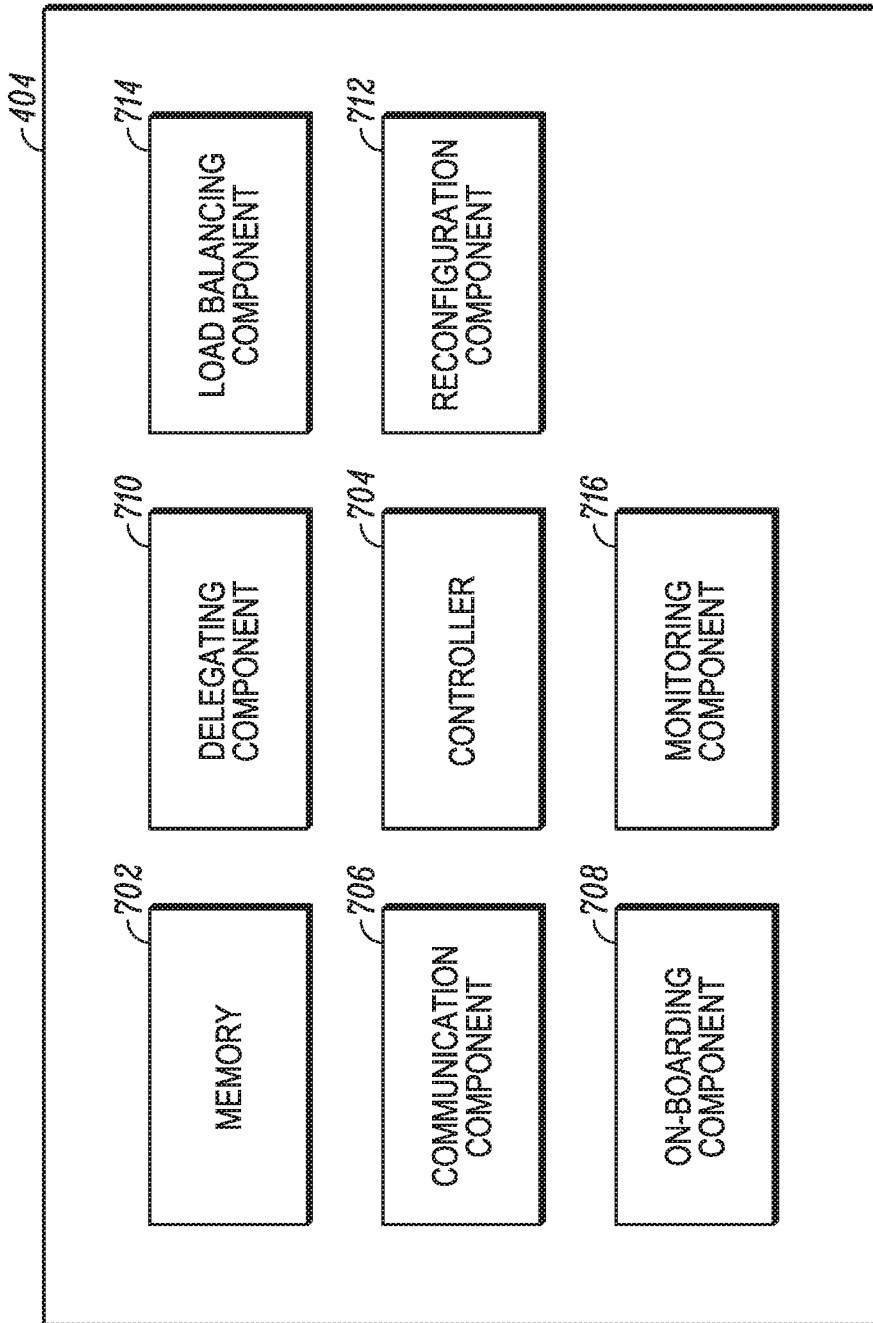 404
702
MEMORY
710
DELEGATING
COMPONENT
714
LOAD BALANCING
COMPONENT
706
COMMUNICATION
COMPONENT
704
CONTROLLER
712
RECONFIGURATION
COMPONENT
708
ON-BOARDING
COMPONENT
716
MONITORING
COMPONENT